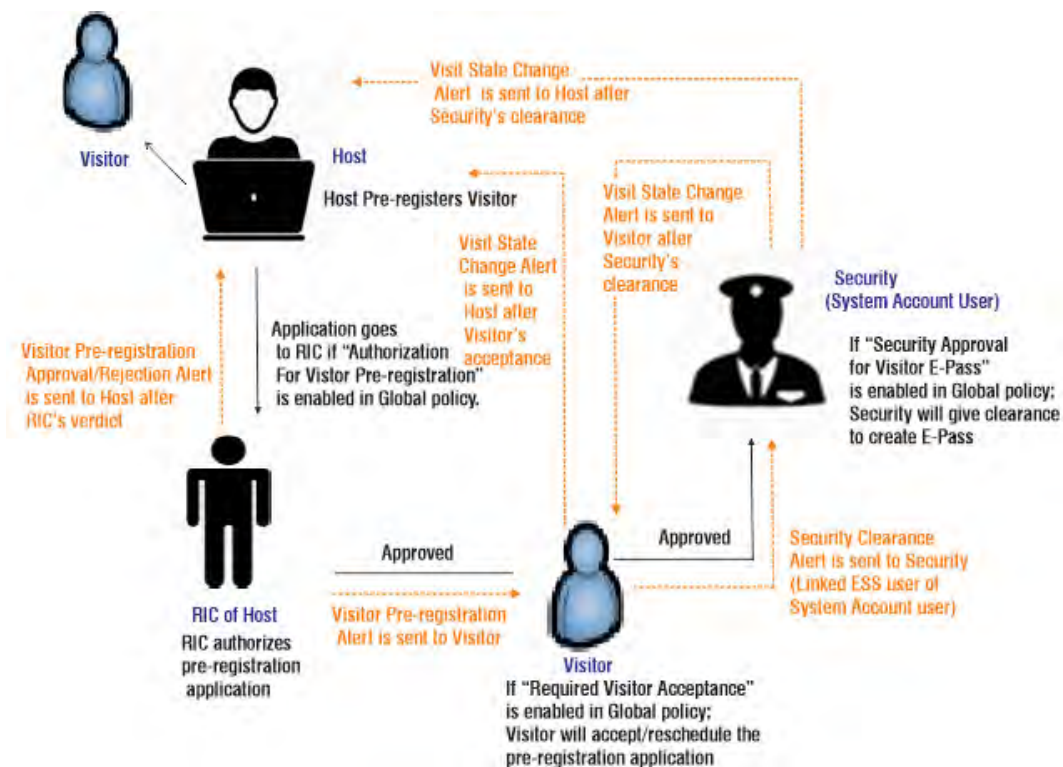 Visitor
Host
Host Pre-registers Visitor
Visit State Change
Alert is sent to Host after
Security's clearance
Visit State Change
Alert is sent to
Visitor after
Security's
clearance
Visit State
Change Alert
is sent to
Host after
Visitor's
acceptance
Security
(System Account User)
If "Security Approval
for Visitor E-Pass"
is enabled in Global policy;
Security will give clearance
to create E-Pass
Application goes
to RIC if "Authorization
For Vistor Pre-registration"
is enabled in Global policy.
Visitor Pre-registration
Approval/Rejection Alert
is sent to Host after
RIC's verdict
Approved
Visitor Pre-registration
Alert is sent to Visitor
RIC of Host
RIC authorizes
pre-registration
application
Approved
Security Clearance
Alert is sent to Security
(Linked ESS user of
System Account user)
Visitor
If "Required Visitor Acceptance"
is enabled in Global policy;
Visitor will accept/reschedule the
pre-registration application